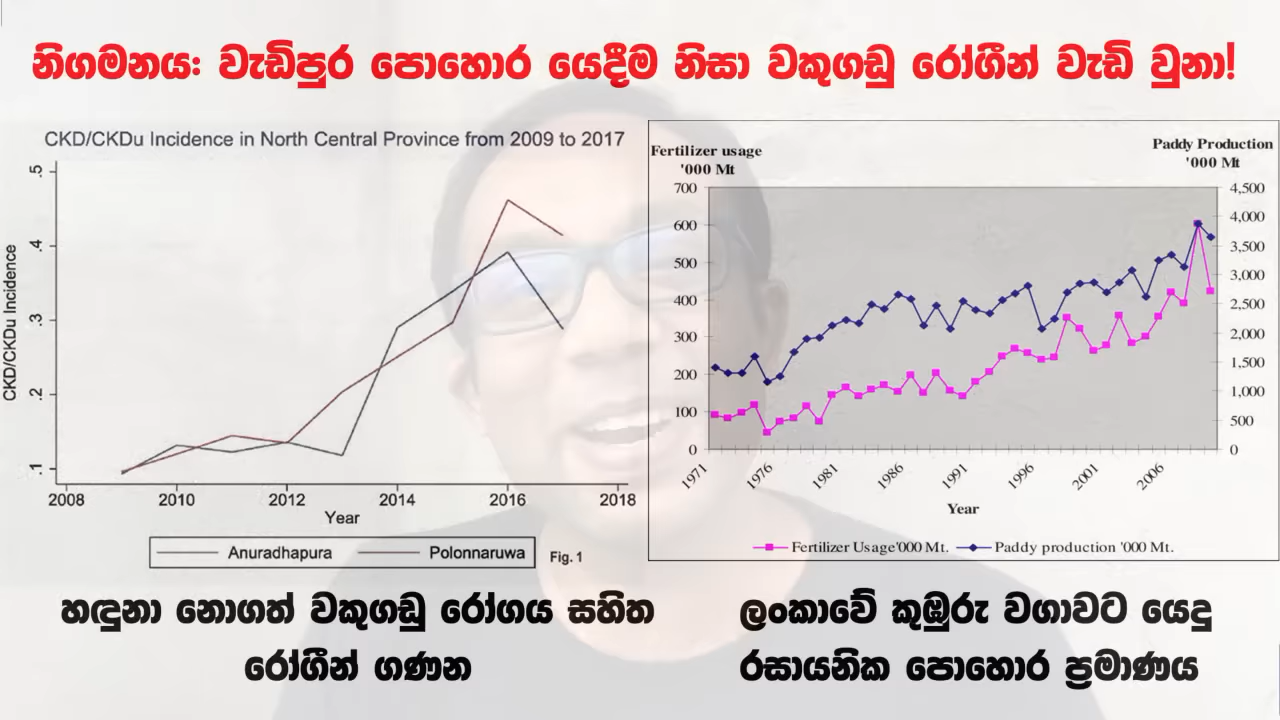 නිගමනය: වැඩිපුර පොහොර යෙදීම නිසා වකුගඩු රෝගීන් වැඩි වුනා!
CKD/CKDu Incidence in North Central Province from 2009 to 2017
CKD/CKDu Incidence
.5
.4
.3
.2
.1
2008 2010 2012 2014 2016 2018
Year
Anuradhapura Polonnaruwa
Fig. 1
Fertilizer usage
'000 Mt
Paddy Production
'000 Mt
700
600
500
400
300
200
100
0
4,500
4,000
3,500
3,000
2,500
2,000
1,500
1,000
500
0
1971 1976 1981 1986 1991 1996 2001 2006
Year
Fertilizer Usage'000 Mt. Paddy production '000 Mt.
හඳුනා නොගත් වකුගඩු රෝගය සහිත
රෝගීන් ගණන
ලංකාවේ කුඹුරු වගාවට යෙදු
රසායනික පොහොර ප්‍රමාණය